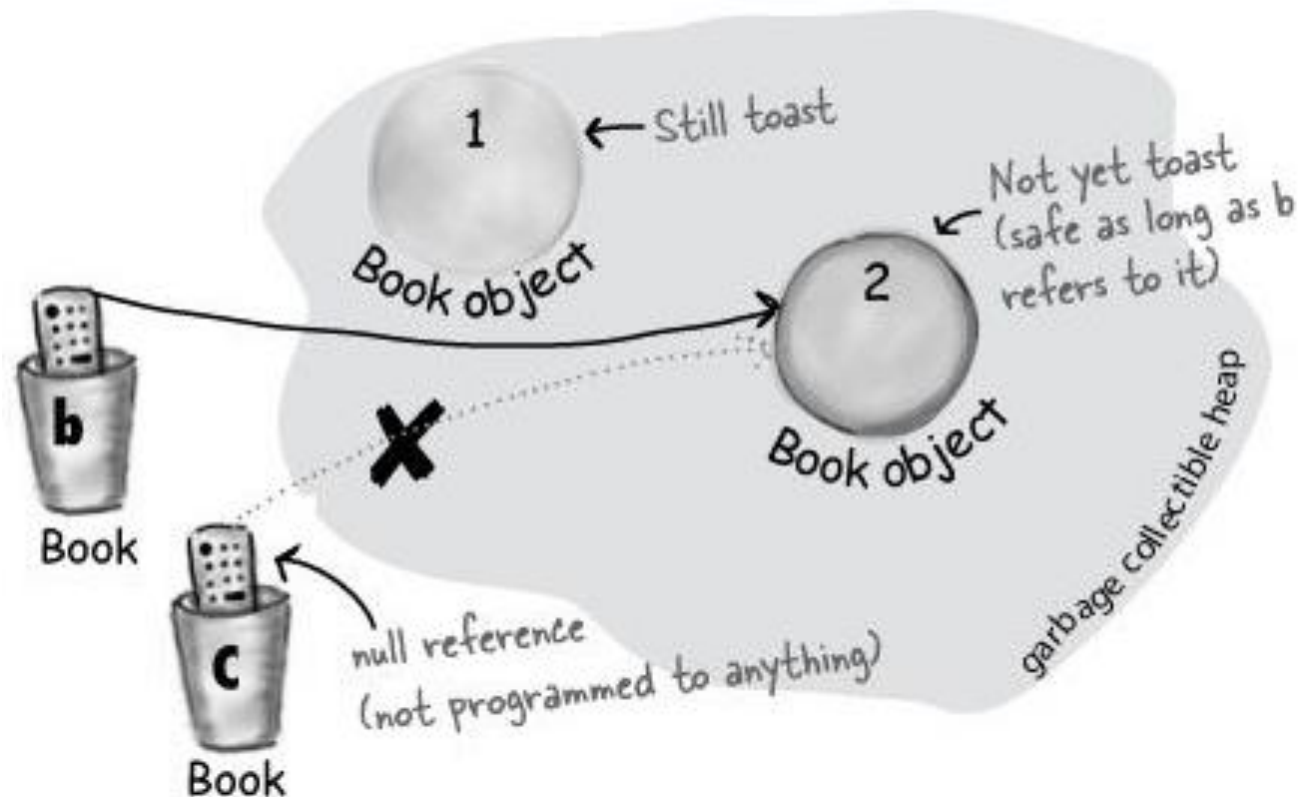 1
Still toast
Book object
Not yet toast
(safe as long as b
refers to it)
2
Book object
b
Book
c
Book
null reference
(not programmed to anything)
garbage collectible heap